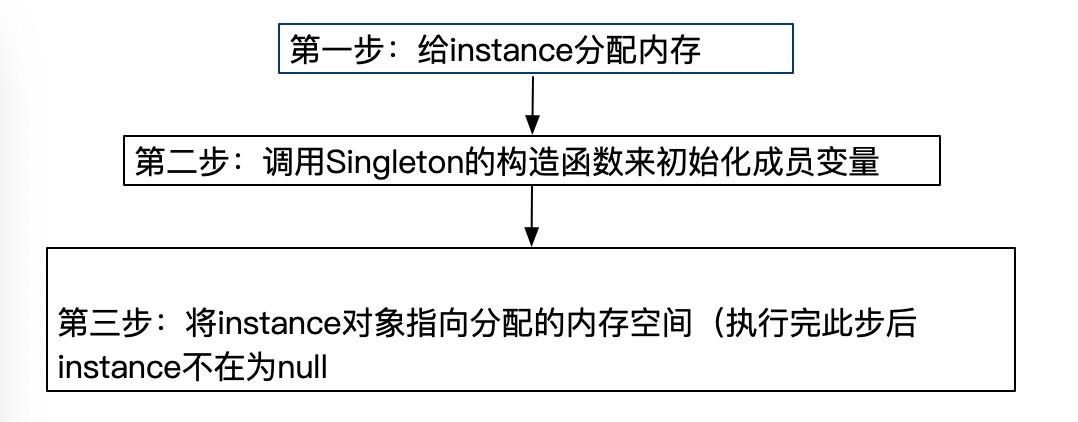 第一步：给instance分配内存
第二步：调用Singleton的构造函数来初始化成员变量
第三步：将instance对象指向分配的内存空间（执行完此步后
instance不在为null